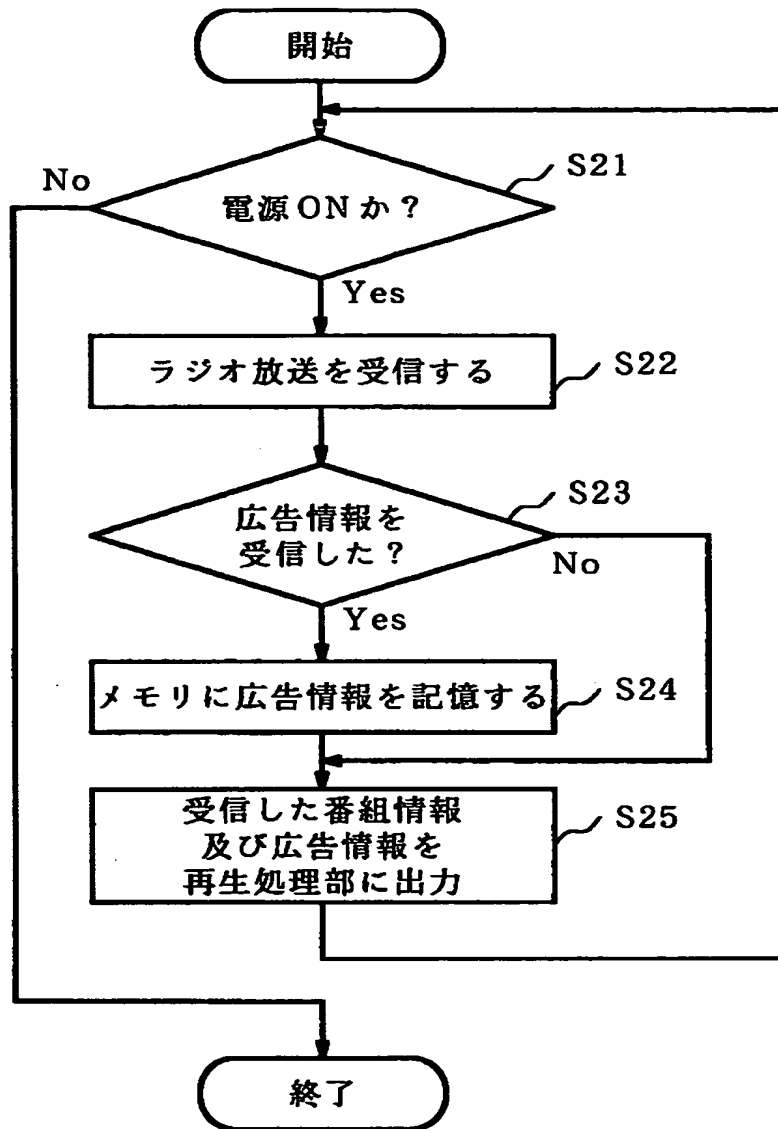 開始
No
S21
電源ONか？
Yes
ラジオ放送を受信する
S22
S23
広告情報を
受信した？
No
Yes
メモリに広告情報を記憶する
S24
受信した番組情報
及び広告情報を
再生処理部に出力
S25
終了